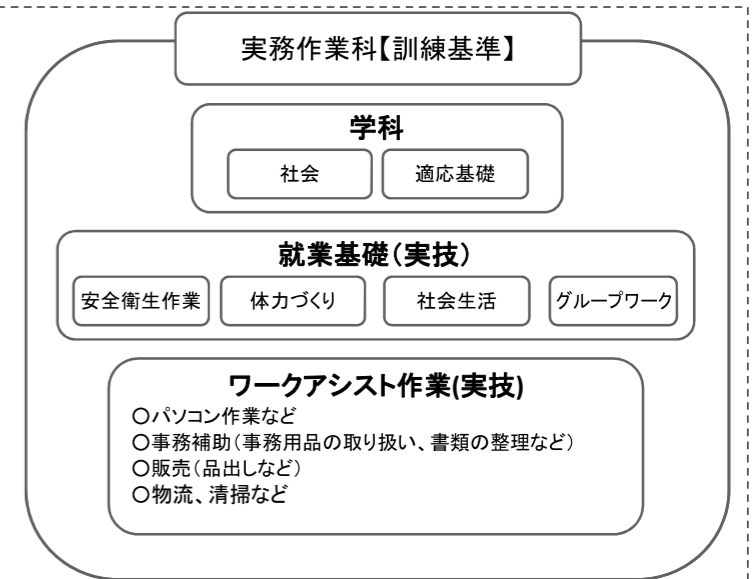 実務作業科【訓練基準】
学科
社会
適応基礎
就業基礎(実技)
安全衛生作業
体力づくり
社会生活
グループワーク
ワークアシスト作業(実技)
〇パソコン作業など
〇事務補助(事務用品の取り扱い、書類の整理など)
〇販売(品出しなど)
〇物流、清掃など